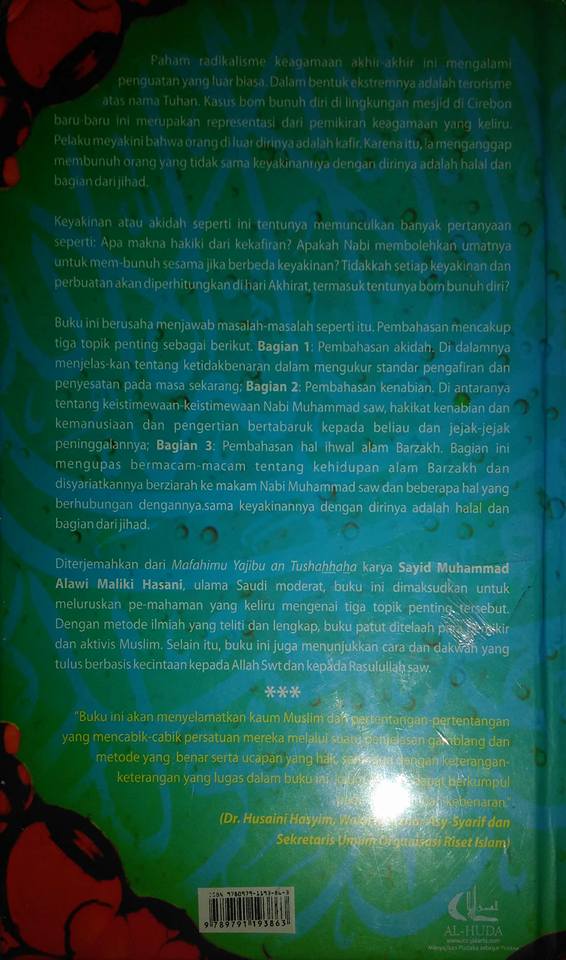 Paham radikalisme keagamaan akhir-akhir ini mengalami
penguatan yang luar biasa. Dalam bentuk ekstremnya adalah terorisme
atas nama Tuhan. Kasus bom bunuh diri di lingkungan mesjid di Cirebon
baru-baru ini merupakan representasi dari pemikiran keagamaan yang keliru.
Pelaku meyakini bahwa orang di luar dirinya adalah kafir. Karena itu, Ia menganggap
membunuh orang yang tidak sama keyakinannya dengan dirinya adalah halal dan
bagian dari jihad.
Keyakinan atau akidah seperti ini tentunya memunculkan banyak pertanyaan
seperti: Apa makna hakiki dari kekafiran? Apakah Nabi membolehkan umatnya
untuk mem-bunuh sesama jika berbeda keyakinan? Tidakkah setiap keyakinan dan
perbuatan akan diperhitungkan di hari Akhirat, termasuk tentunya bom bunuh diri?
Buku ini berusaha menjawab masalah-masalah seperti itu. Pembahasan mencakup
tiga topik penting sebagai berikut. Bagian 1: Pembahasan akidah. Di dalamnya
menjelas-kan tentang ketidakbenaran dalam mengukur standar pengafiran dan
penyesatan pada masa sekarang; Bagian 2: Pembahasan kenabian. Di antaranya
tentang keistimewaan-keistimewaan Nabi Muhammad saw, hakikat kenabian dan
kemanusiaan dan pengertian bertabaruk kepada beliau dan jejak-jejak
peninggalannya; Bagian 3: Pembahasan hal ihwal alam Barzakh. Bagian ini
mengupas bermacam-macam tentang kehidupan alam Barzakh dan
disyariatkannya berziarah ke makam Nabi Muhammad saw dan beberapa hal yang
berhubungan dengannya.sama keyakinannya dengan dirinya adalah halal dan
bagian dari jihad.
Diterjemahkan dari Mafahimu Yajibu an Tushahhaha karya Sayid Muhammad
Alawi Maliki Hasani, ulama Saudi moderat, buku ini dimaksudkan untuk
meluruskan pe-mahaman yang keliru mengenai tiga topik penting tersebut.
Dengan metode ilmiah yang teliti dan lengkap, buku patut ditelaah
dan aktivis Muslim. Selain itu, buku ini juga menunjukkan cara dan dakwah yang
tulus berbasis kecintaan kepada Allah Swt dan kepada Rasulullah saw.
***
"Buku ini akan menyelamatkan kaum Muslim dari pertentangan-pertentangan
yang mencabik-cabik persatuan mereka melalui suatu penjelasan gamblang dan
metode yang benar serta ucapan yang hak, dengan keterangan-
keterangan yang lugas dalam buku ini berkumpul
kebenaran."
(Dr. Husaini Hasyim, Asy-Syarif dan
Sekretaris Umum Organisasi Riset Islam)
ISBN 9780979-1193-86-3
9 789791 193863
AL-HUDA